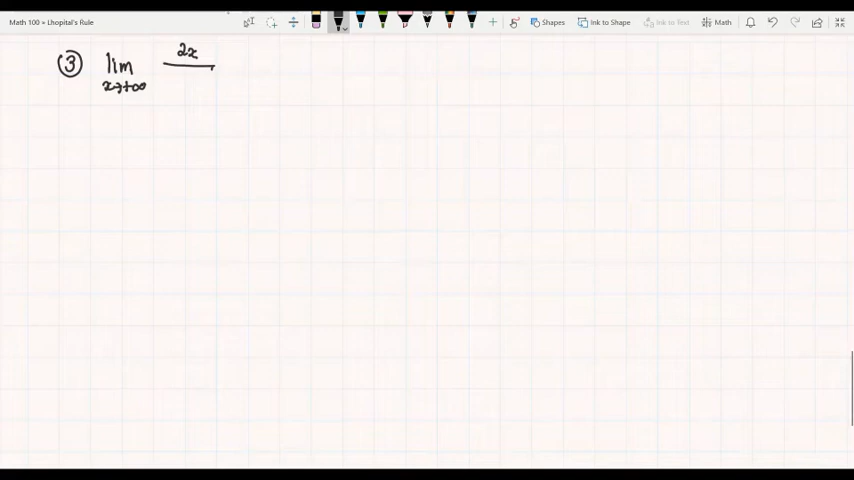 Math 100 • Lhopital's Rule
Shapes
Ink to Shape
Ink to Text
Math
③ lim 2x
x→+∞